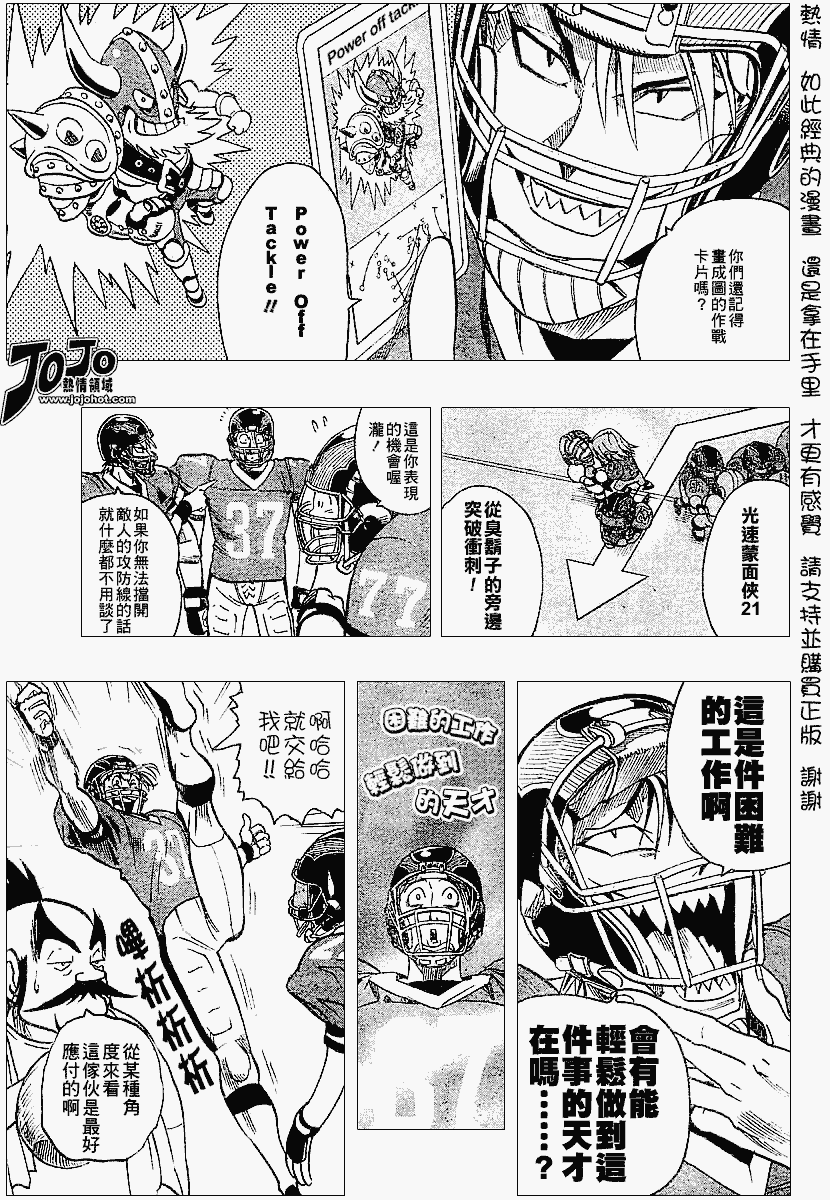 熱情 如此經典的漫畫 還是拿在手里 才更有感覺 請支持並購買正版 謝謝
你們還記得
畫成圖的作戰
卡片嗎？
Power off tackl
Power Off
Tackle!!
JOJO
熱情領域
www.jojohot.com
光速蒙面俠21
從臭鬍子的旁邊
突破衝刺！
這是你表現
的機會喔
瀧！
如果你無法擋開
敵人的攻防線的話
就什麼都不用談了
37
77
這是件困難
的工作啊
會有能
輕鬆做到這
件事的天才
在嗎……？
困難的工作
輕鬆做到
的天才
37
啊哈哈
就交給
我吧!!
37
從某種角
度來看
這傢伙是最好
應付的啊